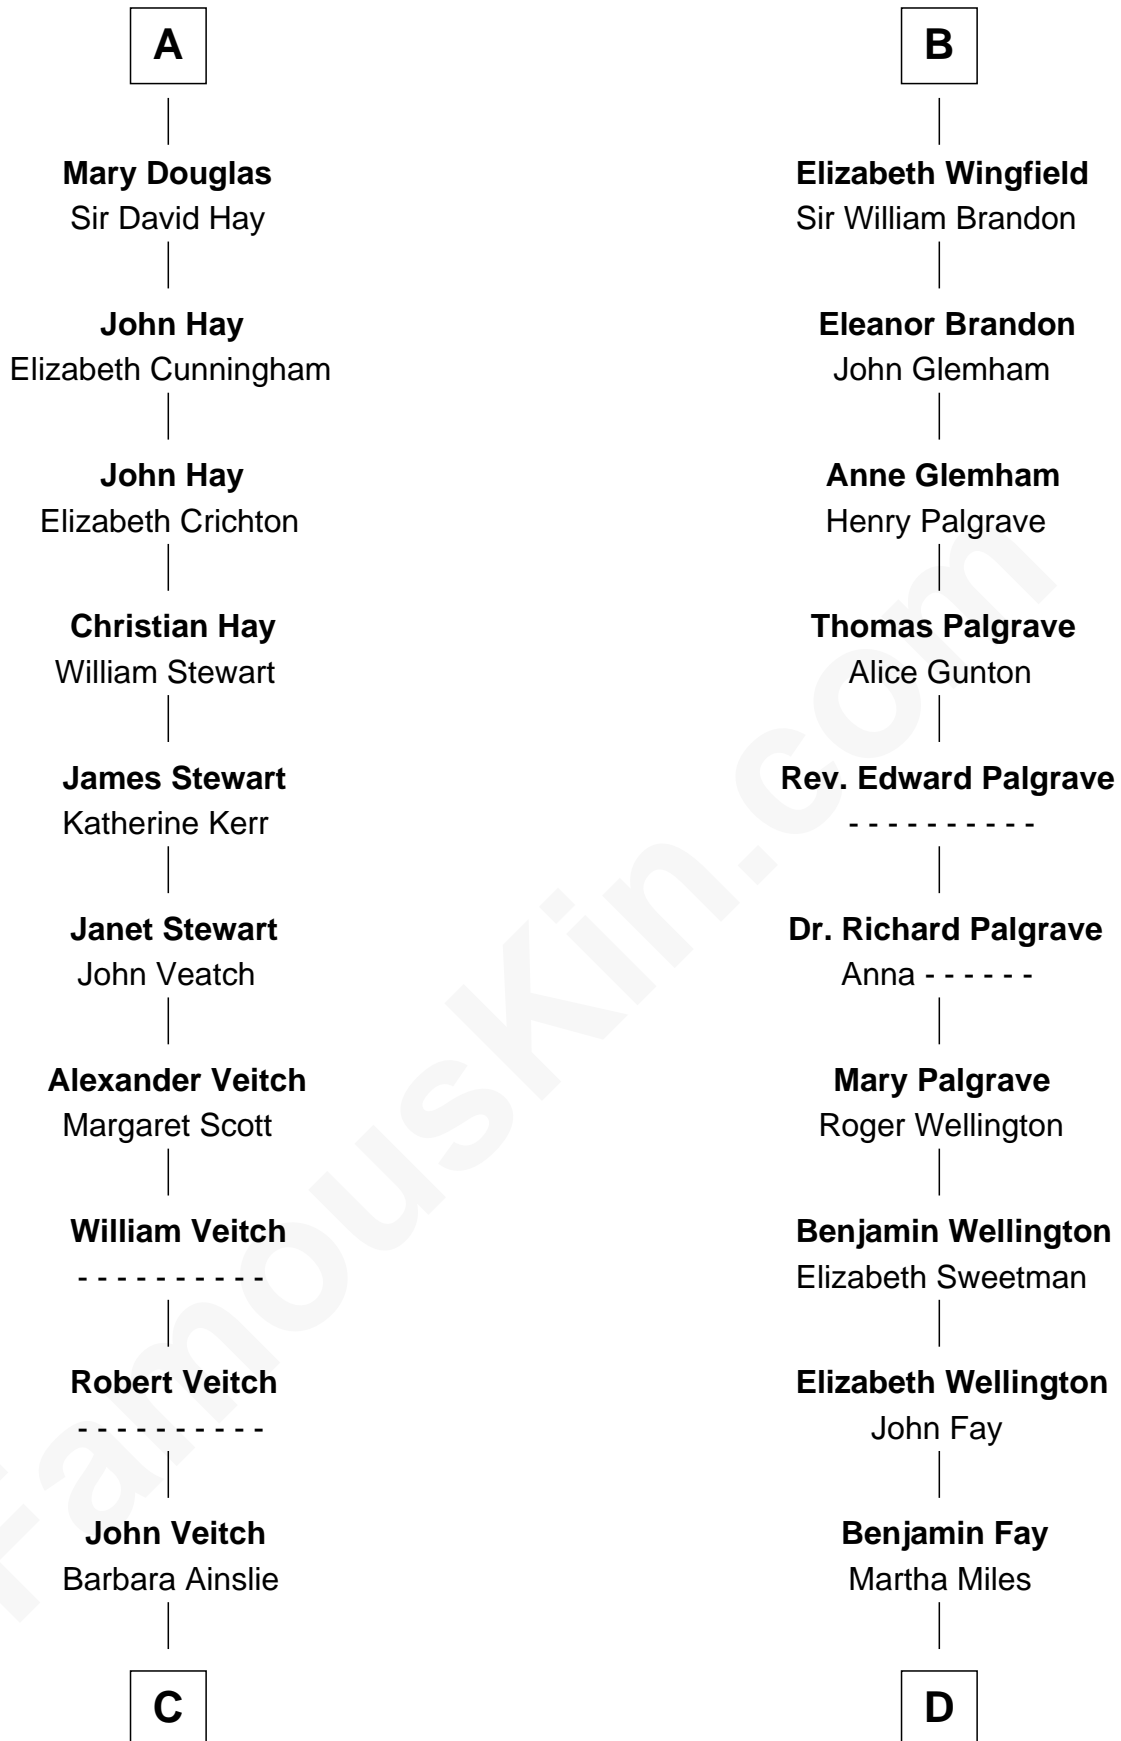 A
Mary Douglas
Sir David Hay
John Hay
Elizabeth Cunningham
John Hay
Elizabeth Crichton
Christian Hay
William Stewart
James Stewart
Katherine Kerr
Janet Stewart
John Veatch
Alexander Veitch
Margaret Scott
William Veitch
- - - - - - - - - -
Robert Veitch
- - - - - - - - - -
John Veitch
Barbara Ainslie
C
B
Elizabeth Wingfield
Sir William Brandon
Eleanor Brandon
John Glemham
Anne Glemham
Henry Palgrave
Thomas Palgrave
Alice Gunton
Rev. Edward Palgrave
- - - - - - - - - -
Dr. Richard Palgrave
Anna - - - - - -
Mary Palgrave
Roger Wellington
Benjamin Wellington
Elizabeth Sweetman
Elizabeth Wellington
John Fay
Benjamin Fay
Martha Miles
D
FamousKin.com